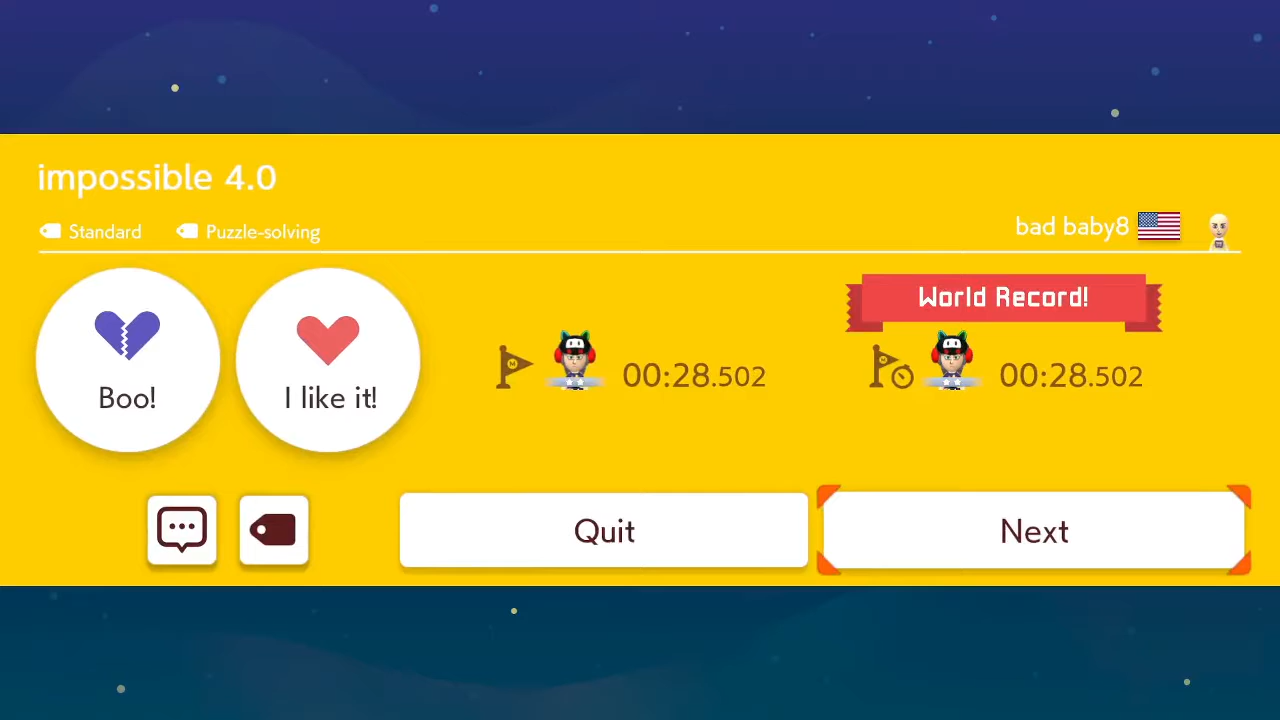 impossible 4.0
Standard Puzzle-solving
bad baby8
World Record!
00:28.502 00:28.502
Boo! I like it!
Quit Next